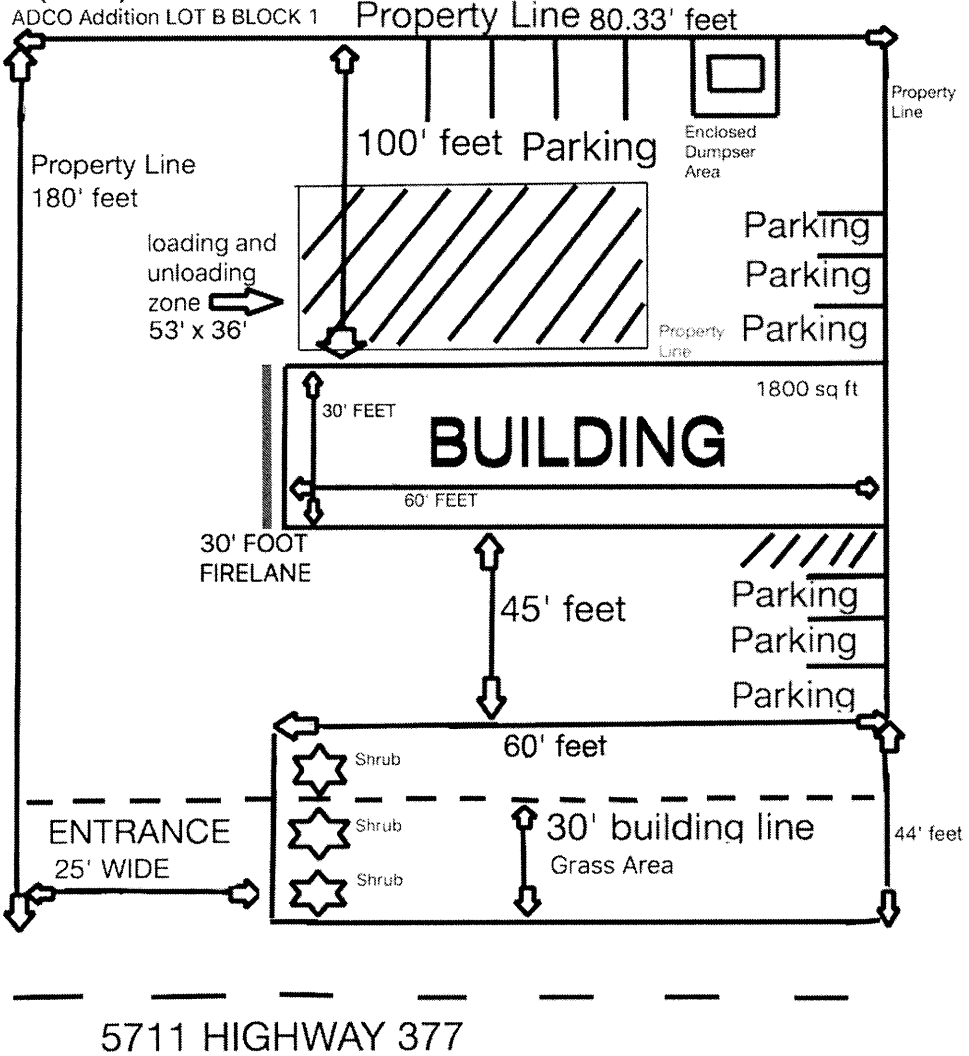 ADCO Addition LOT B BLOCK 1
Property Line 80.33' feet
Property
Line
Enclosed
Dumpser
Area
100' feet Parking
Property Line
180' feet
loading and
unloading
zone
53' x 36'
Parking
Parking
Parking
Property
Line
1800 sq ft
30' FEET
BUILDING
60' FEET
30' FOOT
FIRELANE
45' feet
Parking
Parking
Parking
60' feet
Shrub
ENTRANCE
25' WIDE
Shrub
30' building line
Grass Area
44' feet
Shrub
5711 HIGHWAY 377